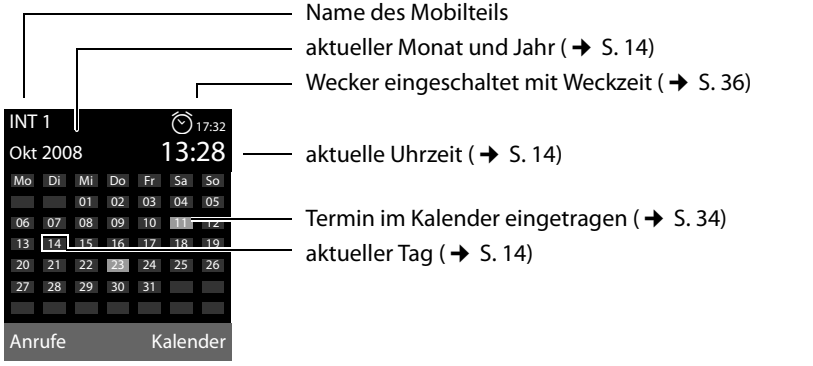 Name des Mobilteils
aktueller Monat und Jahr (➔ S. 14)
Wecker eingeschaltet mit Weckzeit (➔ S. 36)
INT 1 17:32
Okt 2008 13:28
aktuelle Uhrzeit (➔ S. 14)
Mo Di Mi Do Fr Sa So
01 02 03 04 05
06 07 08 09 10 11 12
Termin im Kalender eingetragen (➔ S. 34)
13 14 15 16 17 18 19
aktueller Tag (➔ S. 14)
20 21 22 23 24 25 26
27 28 29 30 31
Anrufe Kalender